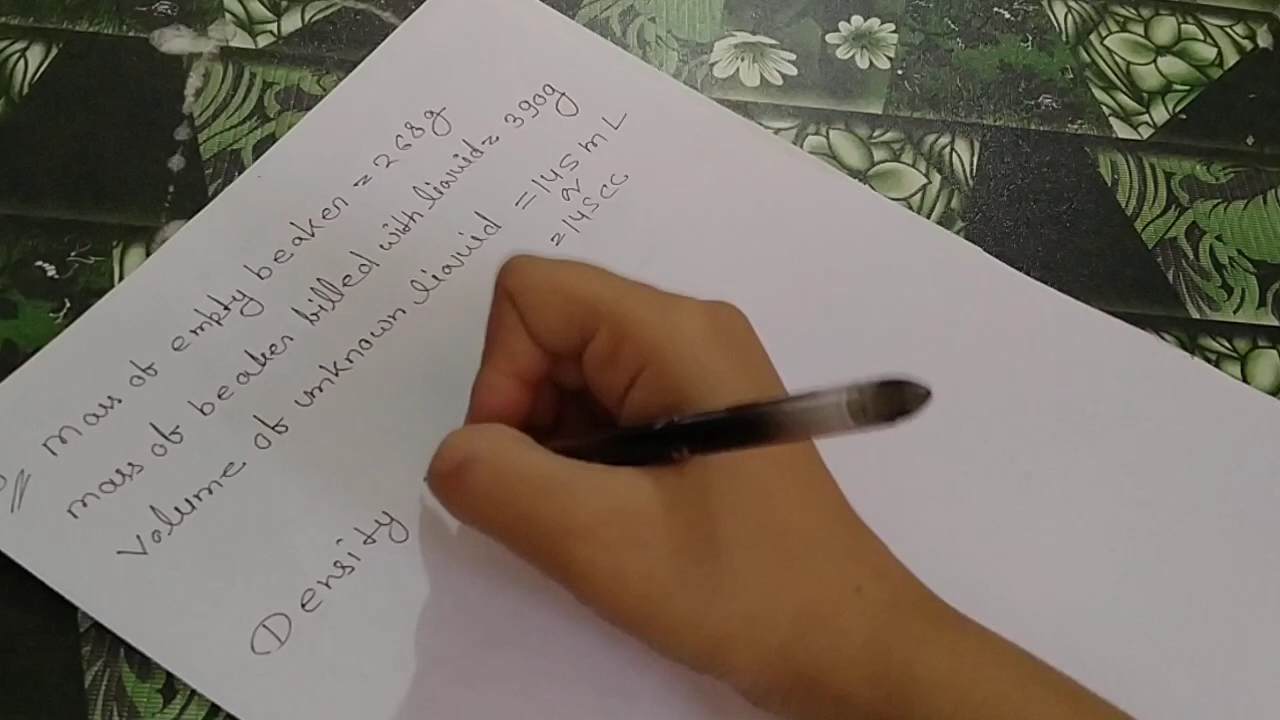 mass of empty beaker = 268g
mass of beaker filled with liquid = 390g
Volume of unknown liquid = 145 mL
or
= 145cc
Density